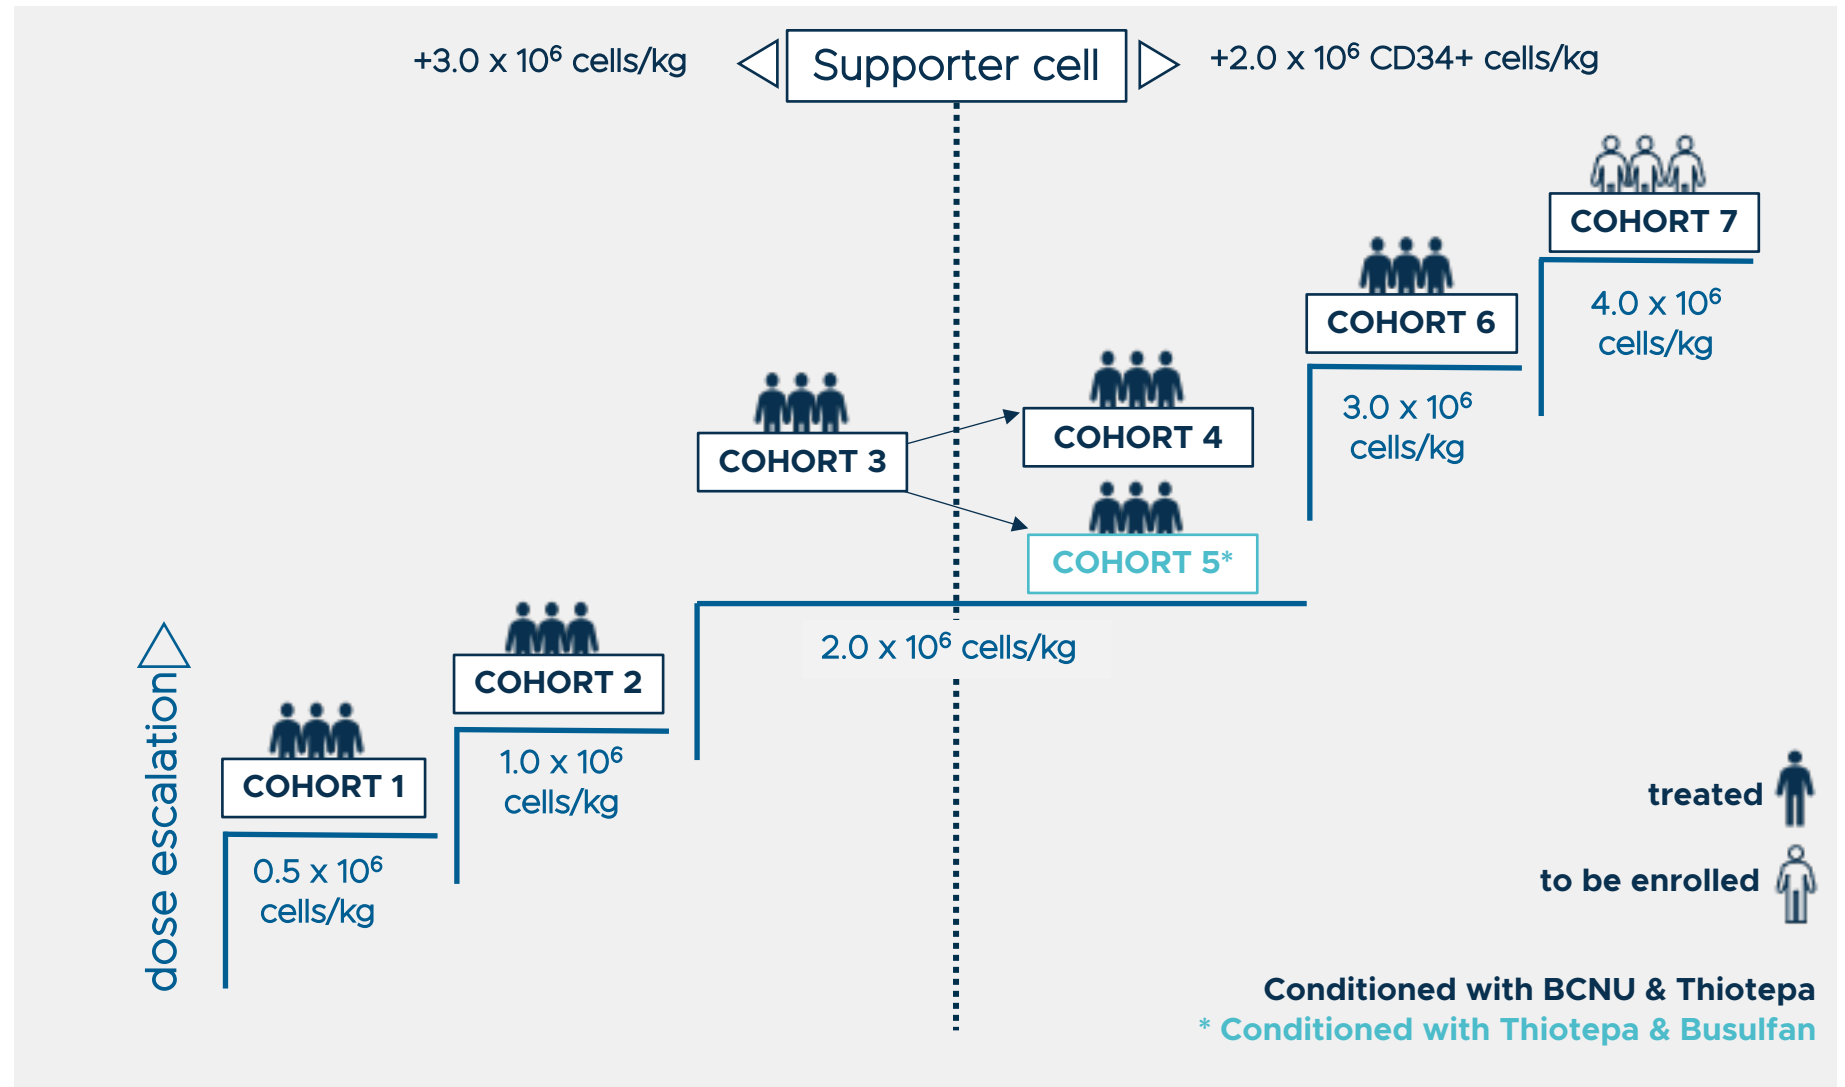 +3.0 x 10⁶ cells/kg
Supporter cell
+2.0 x 10⁶ CD34+ cells/kg
COHORT 7
4.0 x 10⁶
cells/kg
COHORT 6
3.0 x 10⁶
cells/kg
COHORT 3
COHORT 4
COHORT 5*
2.0 x 10⁶ cells/kg
COHORT 2
1.0 x 10⁶
cells/kg
COHORT 1
0.5 x 10⁶
cells/kg
dose escalation
treated
to be enrolled
Conditioned with BCNU & Thiotepa
* Conditioned with Thiotepa & Busulfan